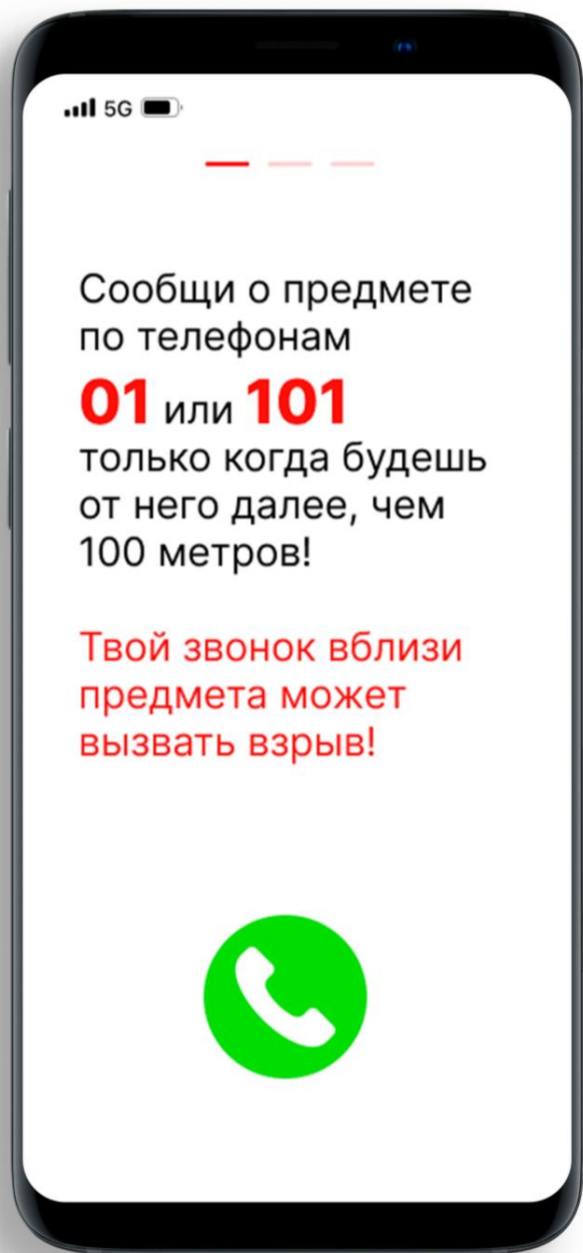 5G
Сообщи о предмете
по телефонам
01 или 101
только когда будешь
от него далее, чем
100 метров!
Твой звонок вблизи
предмета может
вызвать взрыв!